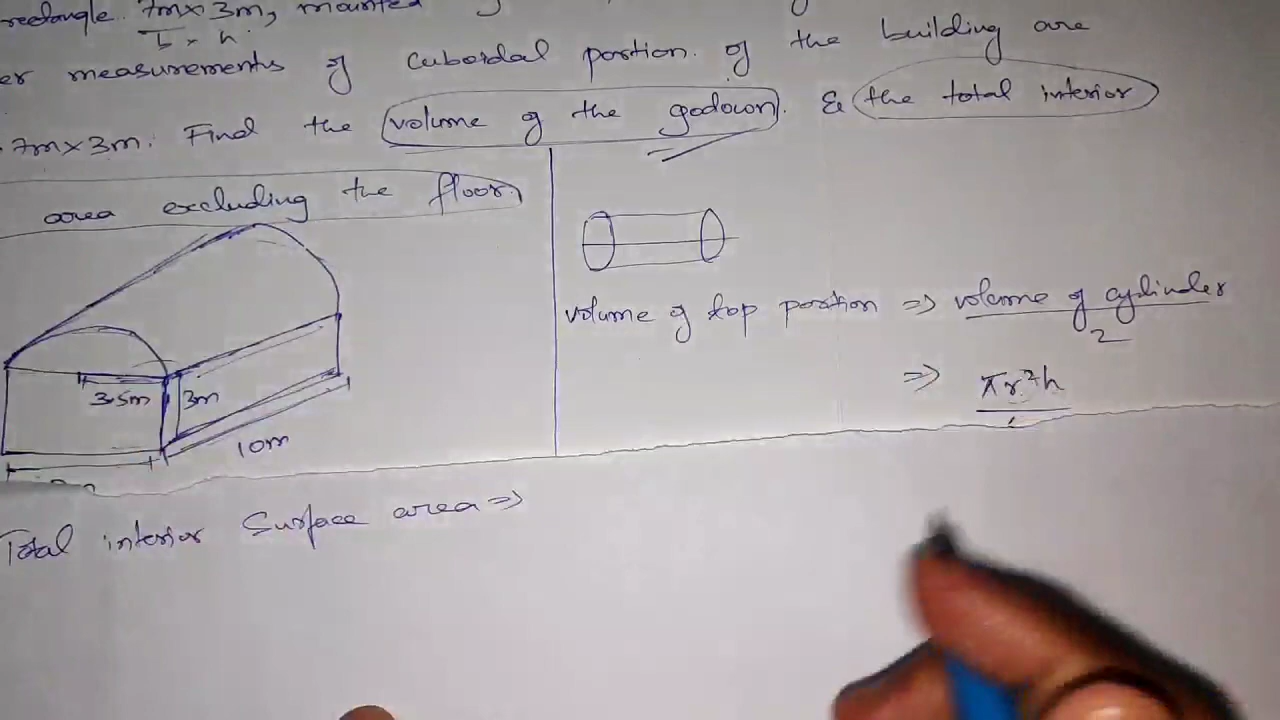 rectangle 7m×3m, mounted
b × h
er measurements of cuboidal portion of the building are
7m×3m. Find the volume of the godown. & the total interior
area excluding the floor.
volume of top portion ⇒ volume of cylinder
2
⇒ πr²h
3.5m
3m
10m
Total interior Surface area ⇒